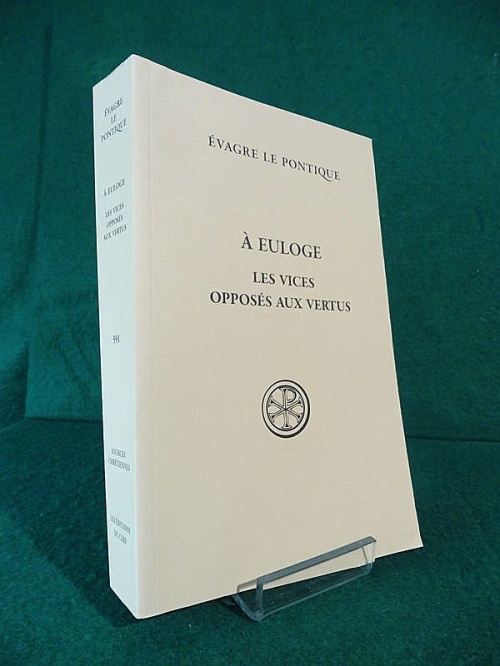 ÉVAGRE
LE
PONTIQUE
À EULOGE
LES VICES
OPPOSÉS
AUX VERTUS
591
SOURCES
CHRÉTIENNES
LES ÉDITIONS
DU CERF
ÉVAGRE LE PONTIQUE
À EULOGE
LES VICES
OPPOSÉS AUX VERTUS